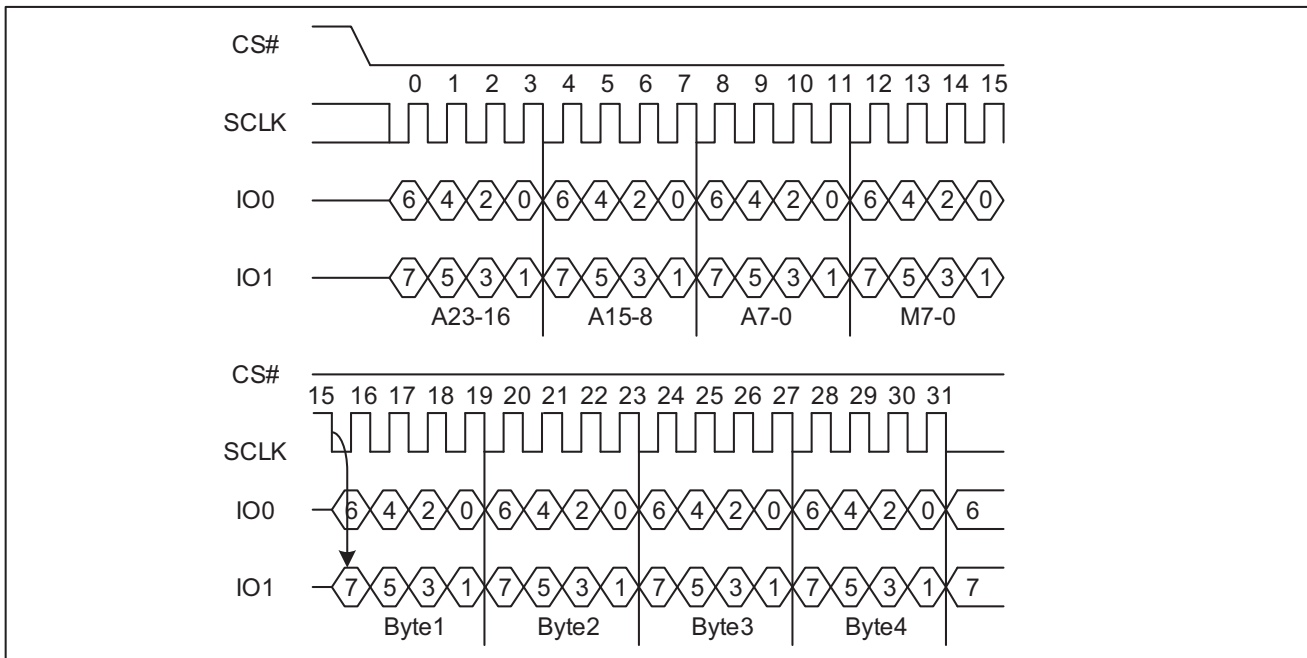 CS#
0 1 2 3 4 5 6 7 8 9 10 11 12 13 14 15
SCLK
IO0 6 4 2 0 6 4 2 0 6 4 2 0 6 4 2 0
IO1 7 5 3 1 7 5 3 1 7 5 3 1 7 5 3 1
A23-16 A15-8 A7-0 M7-0
CS#
15 16 17 18 19 20 21 22 23 24 25 26 27 28 29 30 31
SCLK
IO0 6 4 2 0 6 4 2 0 6 4 2 0 6 4 2 0 6
IO1 7 5 3 1 7 5 3 1 7 5 3 1 7 5 3 1 7
Byte1 Byte2 Byte3 Byte4